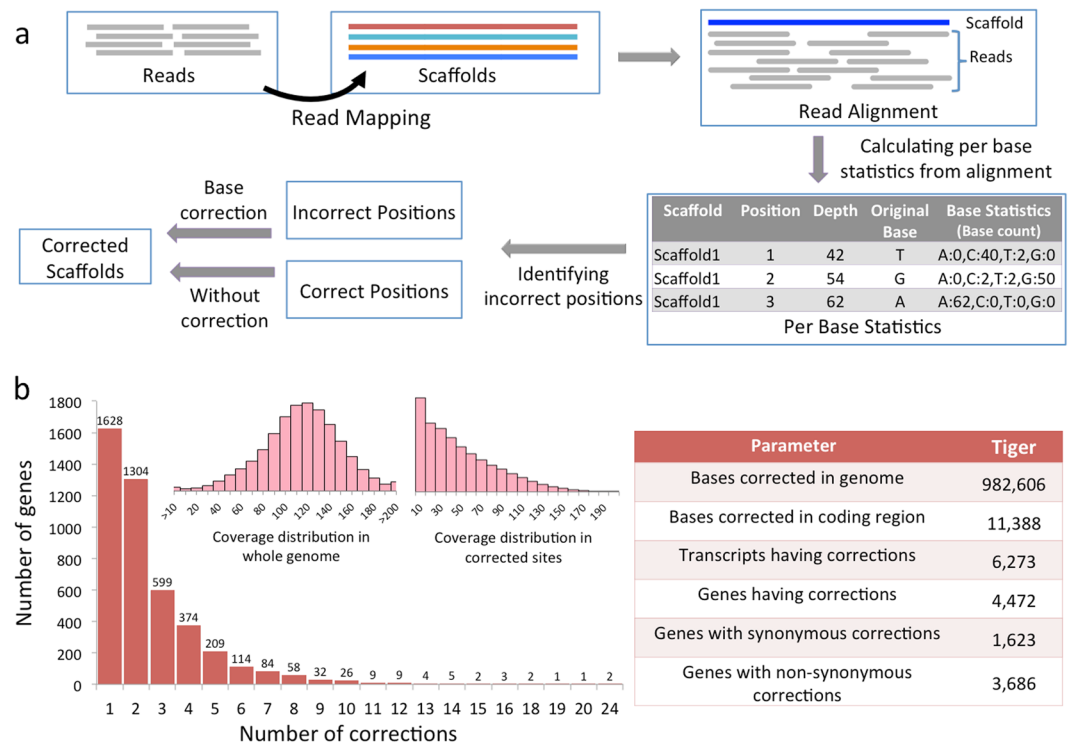 a
Reads
Scaffolds
Read Mapping
Scaffold
Reads
Read Alignment
Calculating per base
statistics from alignment
Scaffold Position Depth Original Base Base Statistics (Base count)
Scaffold1 1 42 T A:0,C:40,T:2,G:0
Scaffold1 2 54 G A:0,C:2,T:2,G:50
Scaffold1 3 62 A A:62,C:0,T:0,G:0
Per Base Statistics
Identifying
incorrect positions
Incorrect Positions
Correct Positions
Base
correction
Without
correction
Corrected
Scaffolds
b
Number of genes
1800
1600
1400
1200
1000
800
600
400
200
0
1628 1304 599 374 209 114 84 58 32 26 9 9 4 5 2 3 2 1 1 2
1 2 3 4 5 6 7 8 9 10 11 12 13 14 15 16 18 19 20 24
Number of corrections
>10 20 40 60 80 100 120 140 160 180 >200
Coverage distribution in
whole genome
10 30 50 70 90 110 130 150 170 190
Coverage distribution in
corrected sites
Parameter Tiger
Bases corrected in genome 982,606
Bases corrected in coding region 11,388
Transcripts having corrections 6,273
Genes having corrections 4,472
Genes with synonymous corrections 1,623
Genes with non-synonymous
corrections 3,686